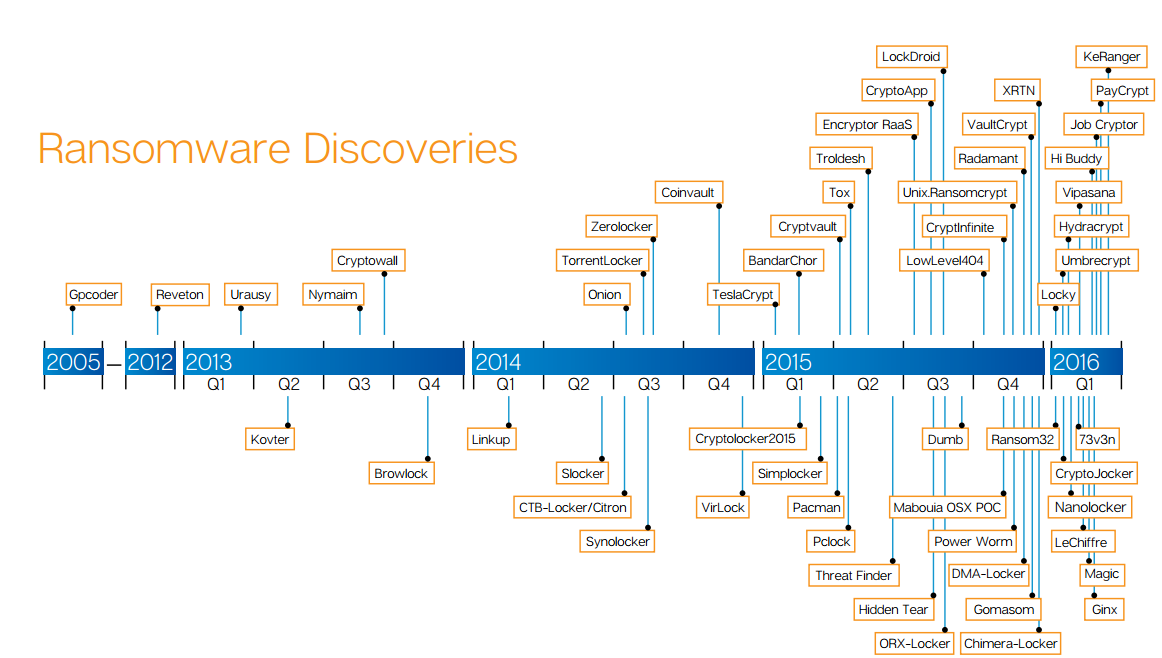 LockDroid
KeRanger
CryptoApp
XRTN
PayCrypt
Encryptor RaaS
VaultCrypt
Job Cryptor
Ransomware Discoveries
Troldesh
Radamant
Hi Buddy
Coinvault
Tox
Unix.Ransomcrypt
Vipasana
Zerolocker
Cryptvault
CryptInfinite
Hydracrypt
Cryptowall
TorrentLocker
BandarChor
LowLevel404
Umbrecrypt
Gpcoder
Reveton
Urausy
Nymaim
Onion
TeslaCrypt
Locky
2005
2012
2013
2014
2015
2016
Q1
Q2
Q3
Q4
Q1
Q2
Q3
Q4
Q1
Q2
Q3
Q4
Q1
Kovter
Linkup
Cryptolocker2015
Dumb
Ransom32
73v3n
Browlock
Slocker
Simplocker
CryptoJocker
CTB-Locker/Citron
VirLock
Pacman
Mabouia OSX POC
Nanolocker
Synolocker
Pclock
Power Worm
LeChiffre
Threat Finder
DMA-Locker
Magic
Hidden Tear
Gomasom
Ginx
ORX-Locker
Chimera-Locker